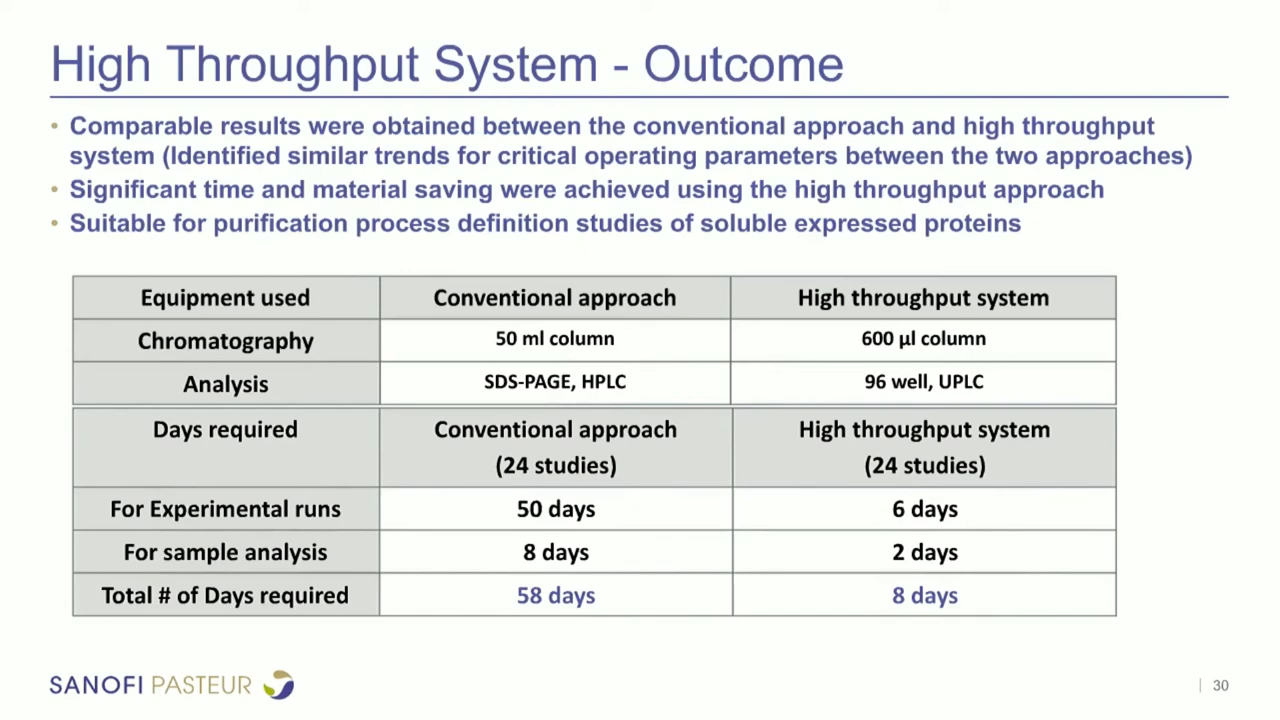 High Throughput System - Outcome
• Comparable results were obtained between the conventional approach and high throughput
system (Identified similar trends for critical operating parameters between the two approaches)
• Significant time and material saving were achieved using the high throughput approach
• Suitable for purification process definition studies of soluble expressed proteins
Equipment used Conventional approach High throughput system
Chromatography 50 ml column 600 µl column
Analysis SDS-PAGE, HPLC 96 well, UPLC
Days required Conventional approach High throughput system
(24 studies) (24 studies)
For Experimental runs 50 days 6 days
For sample analysis 8 days 2 days
Total # of Days required 58 days 8 days
SANOFI PASTEUR
| 30